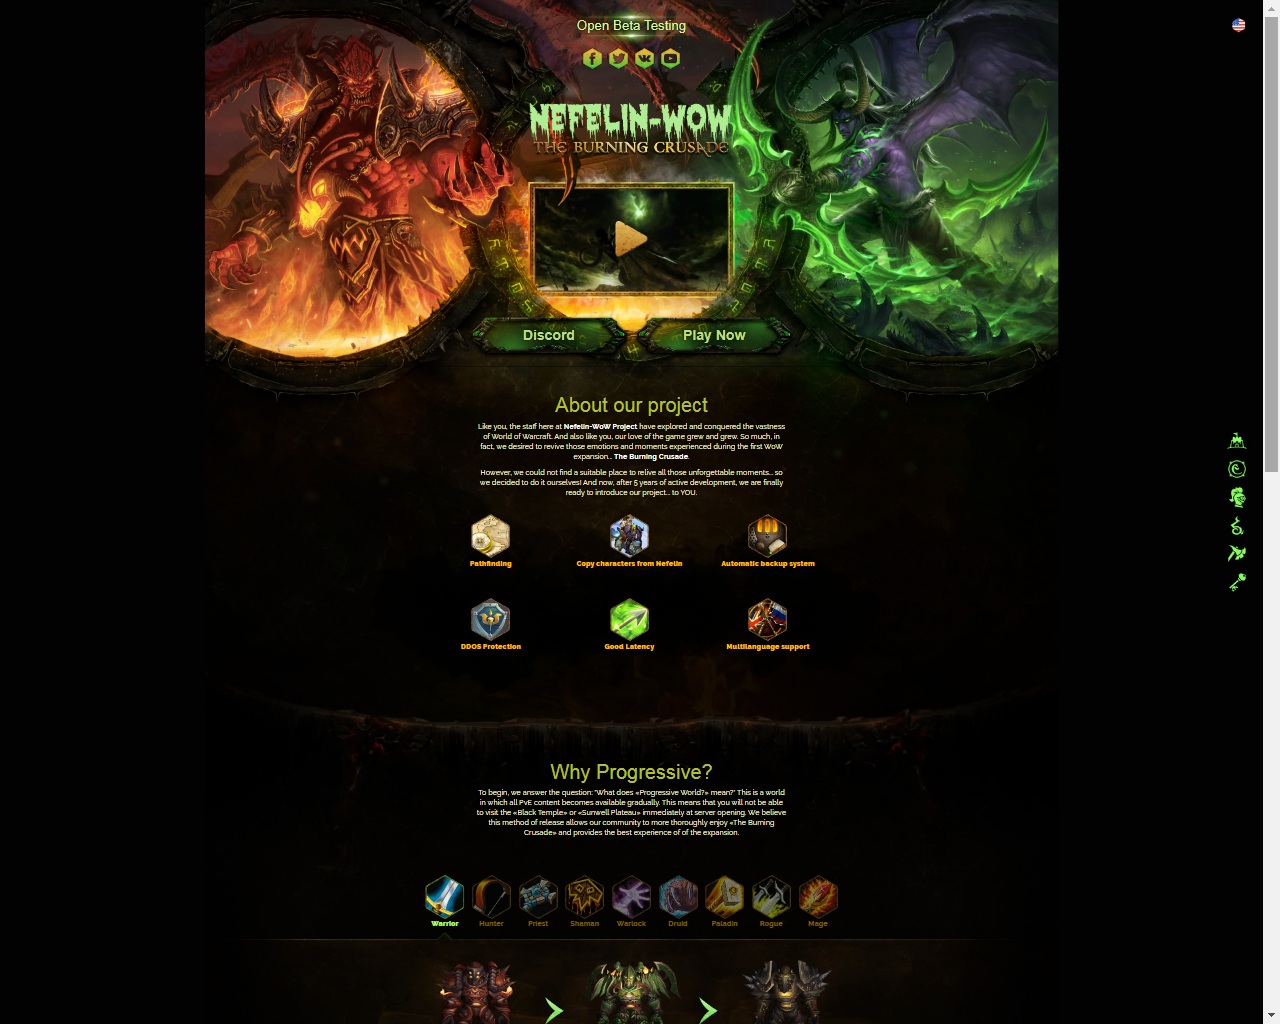 Open Beta Testing
NEFELIN-WOW
THE BURNING CRUSADE
Discord
Play Now
About our project
Like you, the staff here at Nefelin-WoW Project have explored and conquered the vastness
of World of Warcraft. And also like you, our love of the game grew and grew. So much, in
fact, we desired to revive those emotions and moments experienced during the first WoW
expansion... The Burning Crusade.
However, we could not find a suitable place to relive all those unforgettable moments... so
we decided to do it ourselves! And now, after 5 years of active development, we are finally
ready to introduce our project... to YOU.
Pathfinding
Copy characters from Nefelin
Automatic backup system
DDOS Protection
Good Latency
Multilanguage support
Why Progressive?
To begin, we answer the question: "What does «Progressive World?» mean?" This is a world
in which all PvE content becomes available gradually. This means that you will not be able
to visit the «Black Temple» or «Sunwell Plateau» immediately at server opening. We believe
this method of release allows our community to more thoroughly enjoy «The Burning
Crusade» and provides the best experience of of the expansion.
Warrior
Hunter
Priest
Shaman
Warlock
Druid
Paladin
Rogue
Mage